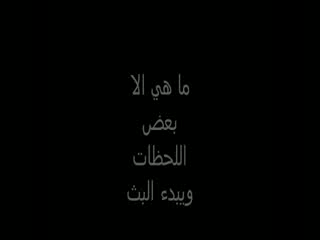 ما هي الا
بعض
اللحظات
ويبدء البث